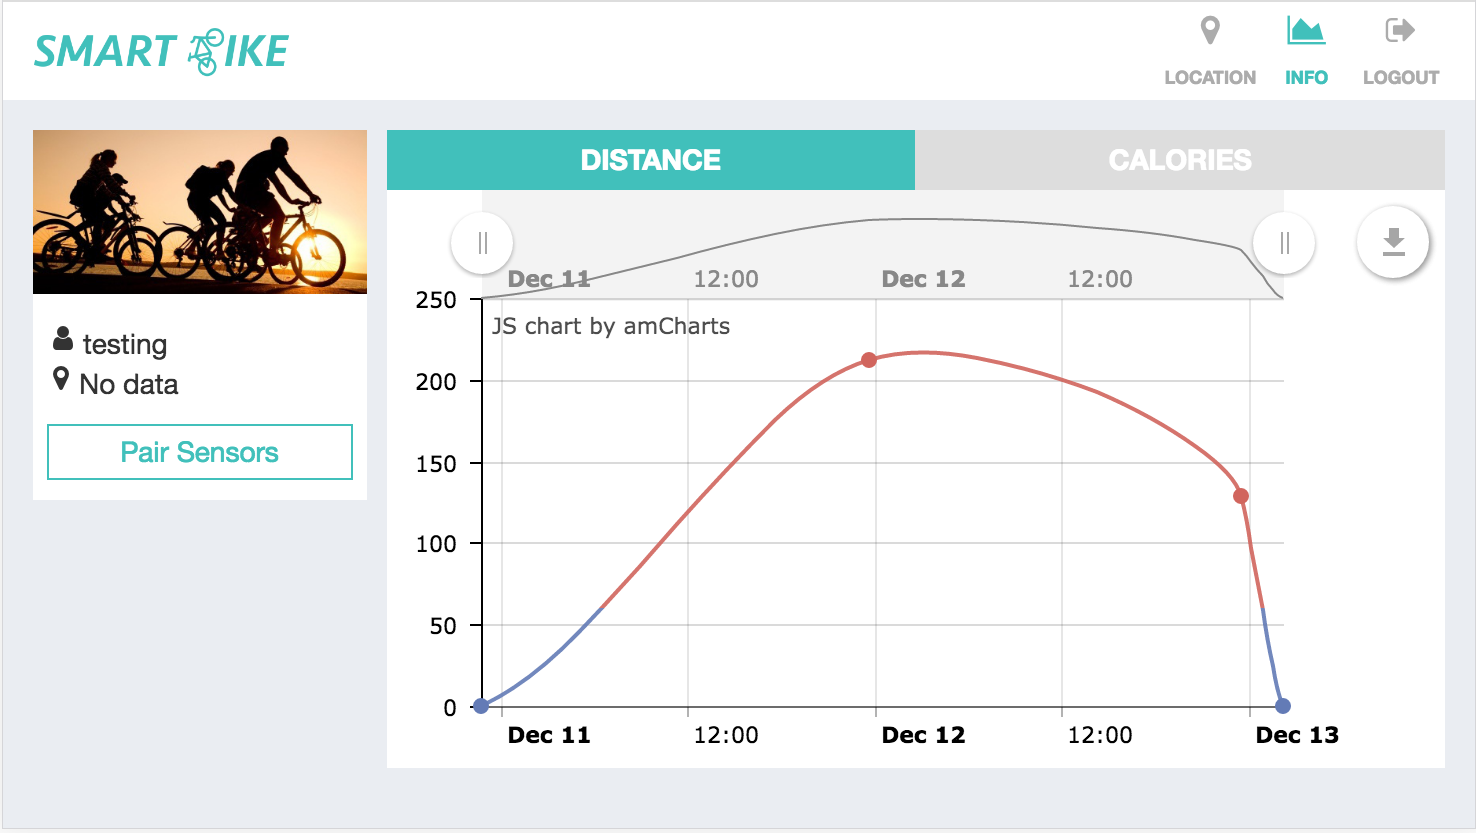 SMART BIKE
LOCATION
INFO
LOGOUT
testing
No data
Pair Sensors
DISTANCE
CALORIES
Dec 11
12:00
Dec 12
12:00
JS chart by amCharts
250
200
150
100
50
0
Dec 11
12:00
Dec 12
12:00
Dec 13